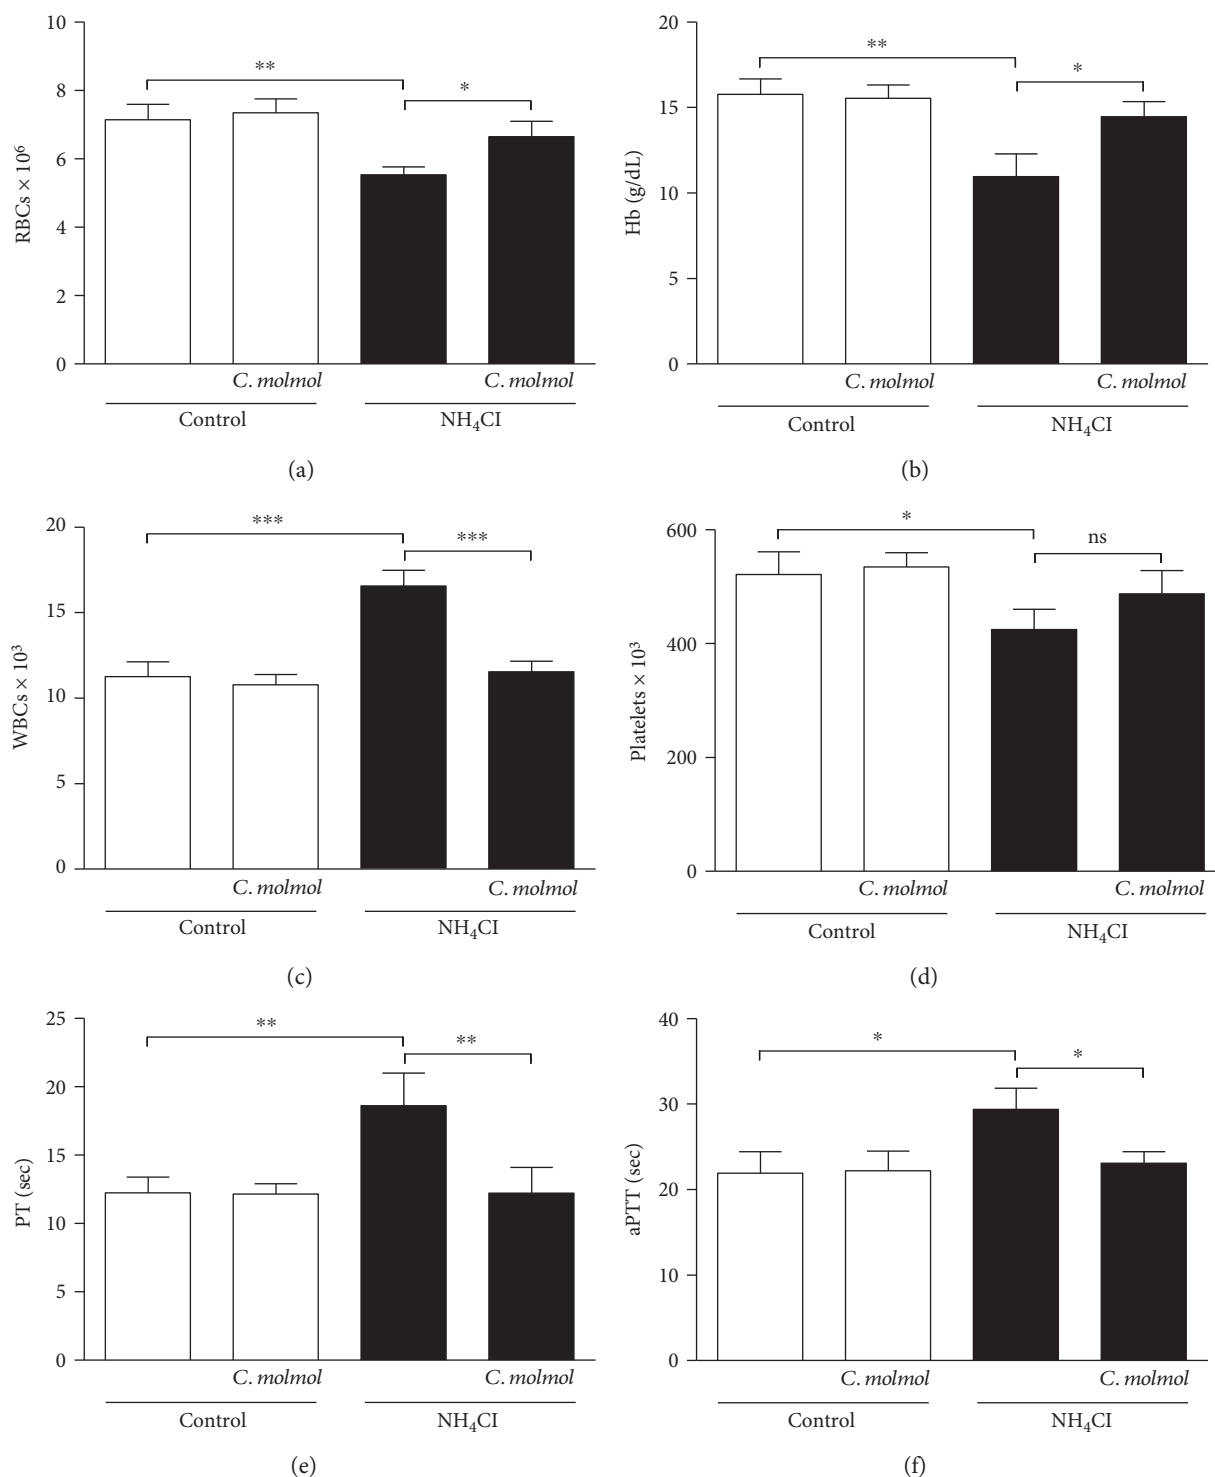 10
8
6
4
2
0
RBCs × 10⁶
**
*
C. molmol
C. molmol
Control
NH₄Cl
(a)
20
15
10
5
0
Hb (g/dL)
**
*
C. molmol
C. molmol
Control
NH₄Cl
(b)
20
15
10
5
0
WBCs × 10³
***
***
C. molmol
C. molmol
Control
NH₄Cl
(c)
600
400
200
0
Platelets × 10³
*
ns
C. molmol
C. molmol
Control
NH₄Cl
(d)
25
20
15
10
5
0
PT (sec)
**
**
C. molmol
C. molmol
Control
NH₄Cl
(e)
40
30
20
10
0
aPTT (sec)
*
*
C. molmol
C. molmol
Control
NH₄Cl
(f)